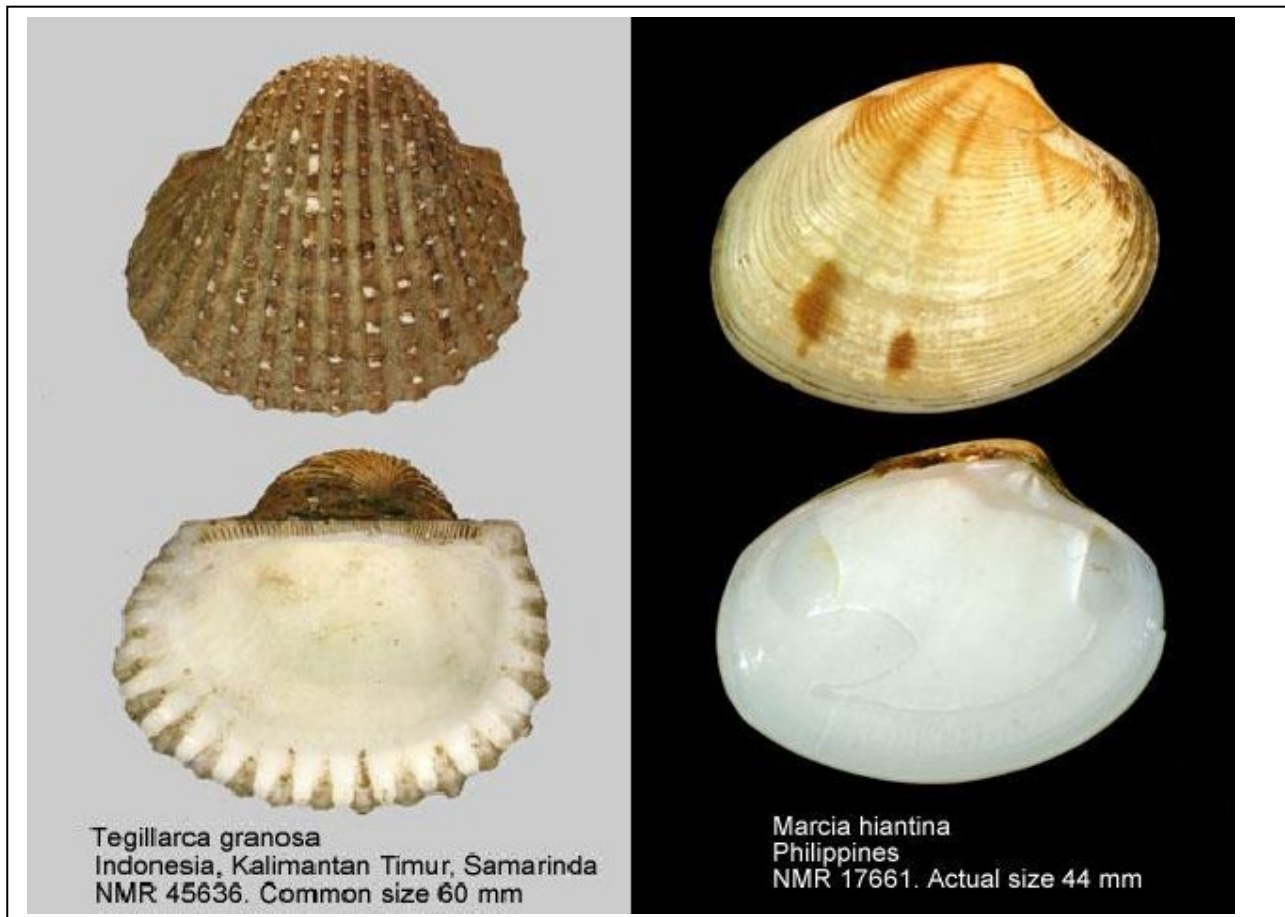 Tegillarca granosa
Indonesia, Kalimantan Timur, Samarinda
NMR 45636. Common size 60 mm
Marcia hiantina
Philippines
NMR 17661. Actual size 44 mm